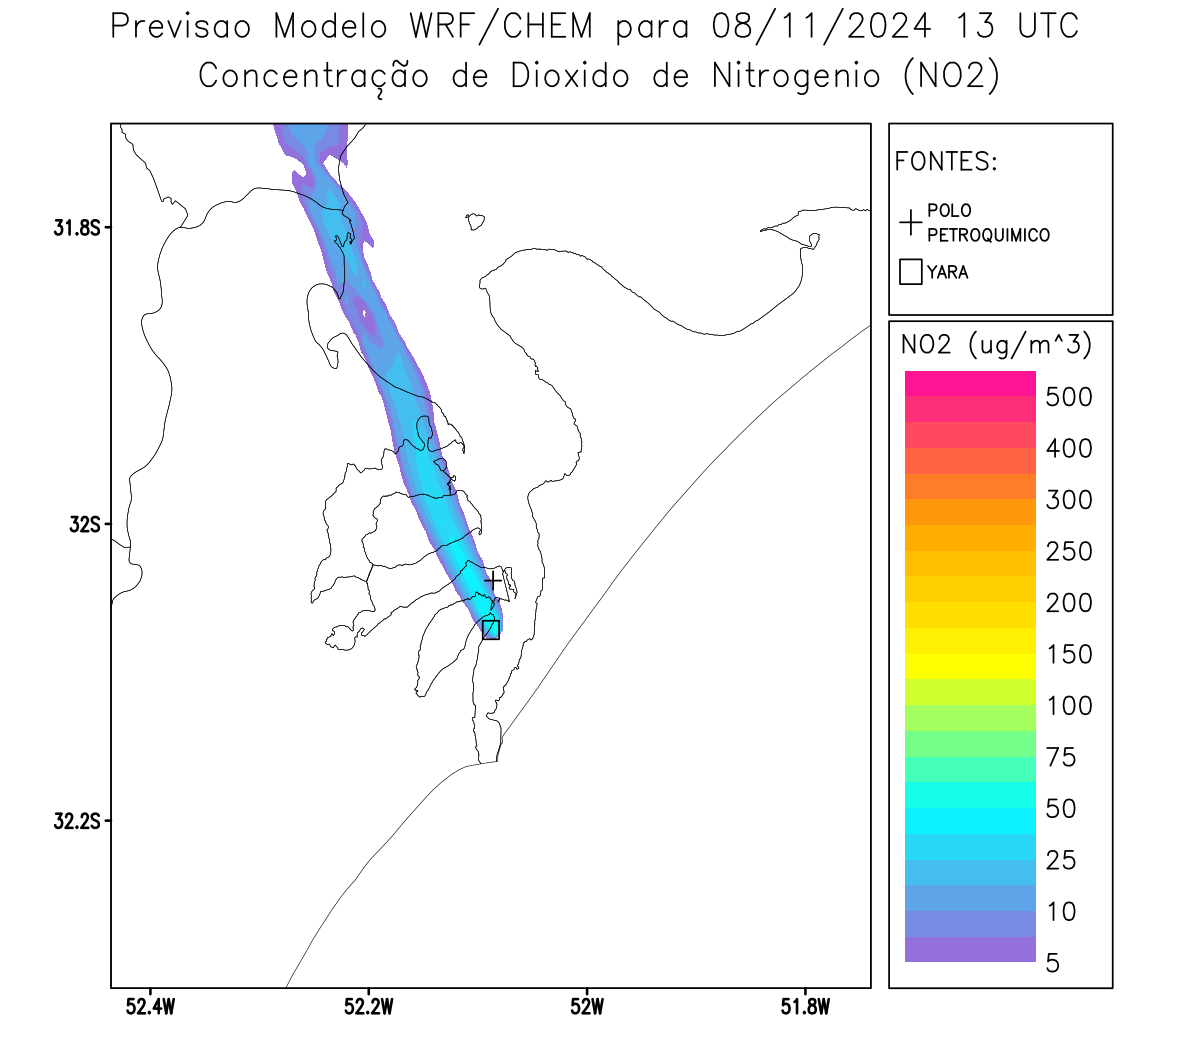 Previsao Modelo WRF/CHEM para 08/11/2024 13 UTC
Concentração de Dioxido de Nitrogenio (NO2)
FONTES:
POLO
PETROQUIMICO
YARA
NO2 (ug/m^3)
500
400
300
250
200
150
100
75
50
25
10
5
31.8S
32S
32.2S
52.4W
52.2W
52W
51.8W